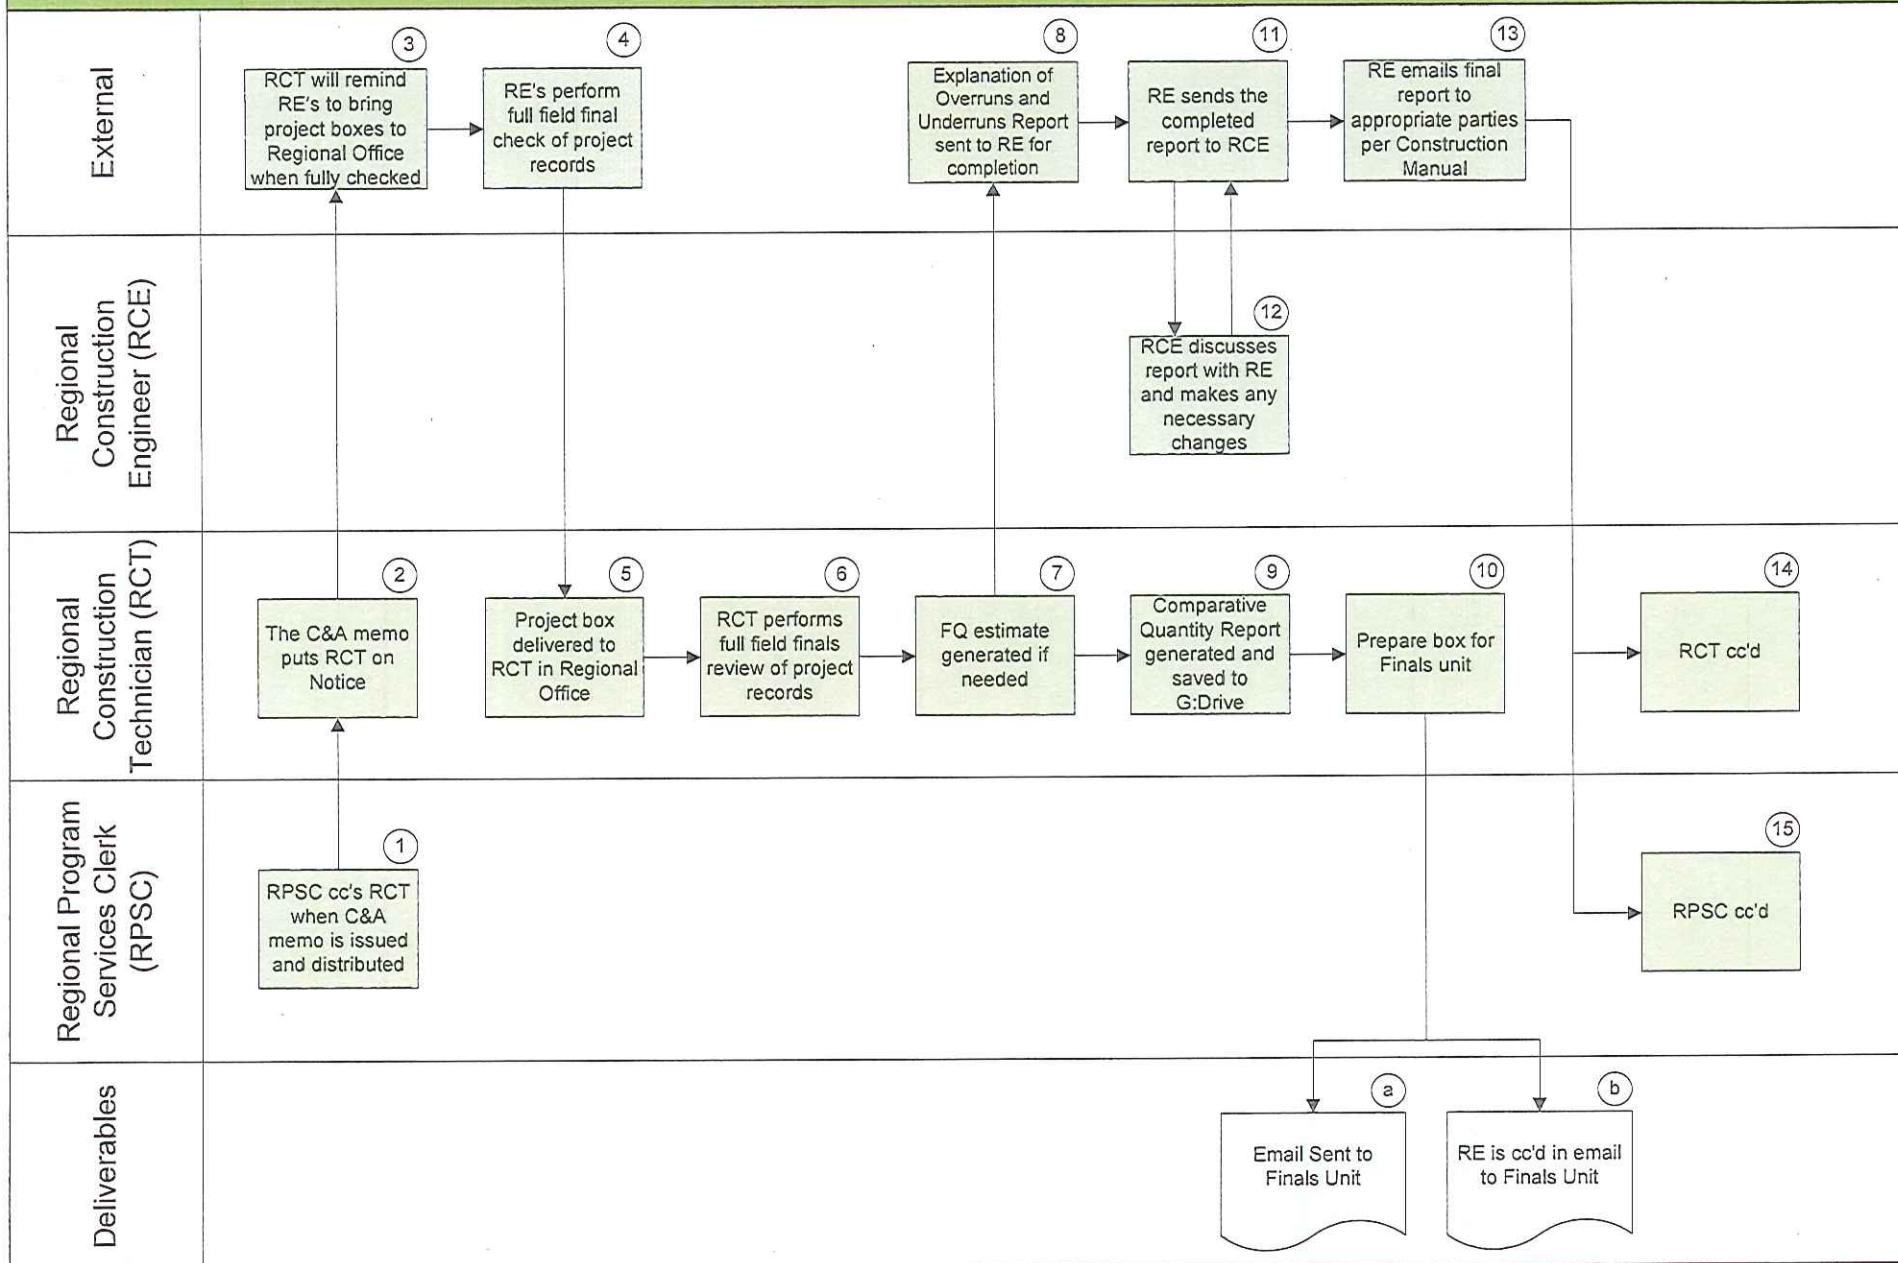 External
3
RCT will remind
RE's to bring
project boxes to
Regional Office
when fully checked
4
RE's perform
full field final
check of project
records
8
Explanation of
Overruns and
Underruns Report
sent to RE for
completion
11
RE sends the
completed
report to RCE
13
RE emails final
report to
appropriate parties
per Construction
Manual
Regional
Construction
Engineer (RCE)
12
RCE discusses
report with RE
and makes any
necessary
changes
Regional
Construction
Technician (RCT)
2
The C&A memo
puts RCT on
Notice
5
Project box
delivered to
RCT in Regional
Office
6
RCT performs
full field finals
review of project
records
7
FQ estimate
generated if
needed
9
Comparative
Quantity Report
generated and
saved to
G:Drive
10
Prepare box for
Finals unit
14
RCT cc'd
Regional Program
Services Clerk
(RPSC)
1
RPSC cc's RCT
when C&A
memo is issued
and distributed
15
RPSC cc'd
Deliverables
a
Email Sent to
Finals Unit
b
RE is cc'd in email
to Finals Unit